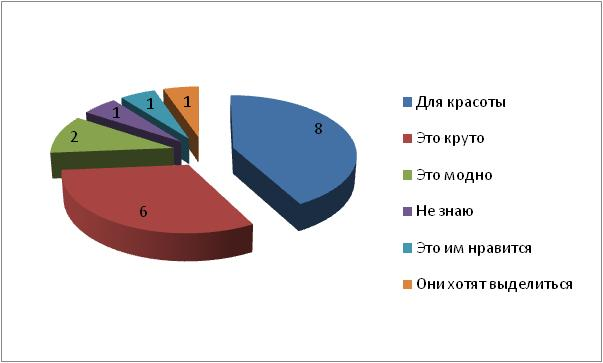 8
6
2
1
1
1
Для красоты
Это круто
Это модно
Не знаю
Это им нравится
Они хотят выделиться